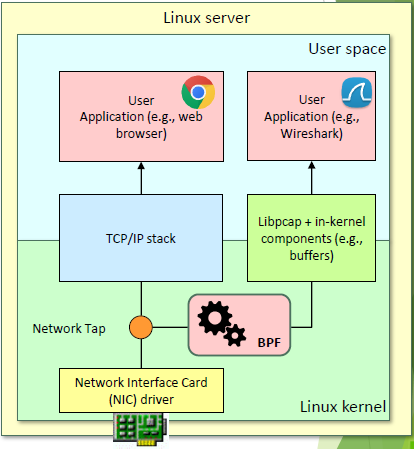 Linux server
User space
User
Application (e.g., web
browser)
User
Application (e.g.,
Wireshark)
TCP/IP stack
Libpcap + in-kernel
components (e.g.,
buffers)
Network Tap
BPF
Network Interface Card
(NIC) driver
Linux kernel